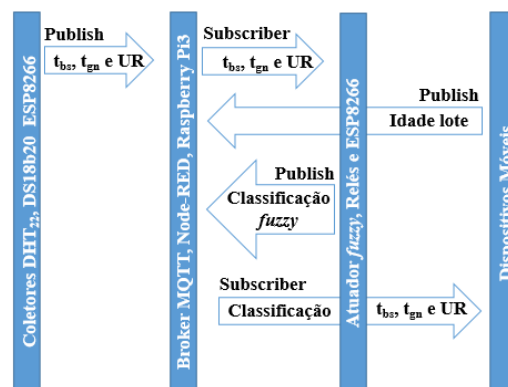 Coletores DHT22, DS18b20 ESP8266
Publish
tbs, tgn e UR
Broker MQTT, Node-RED, Raspberry Pi3
Subscriber
tbs, tgn e UR
Publish
Idade lote
Publish
Classificação
fuzzy
Subscriber
Classificação
tbs, tgn e UR
Atuador fuzzy, Relés e ESP8266
Dispositivos Móveis